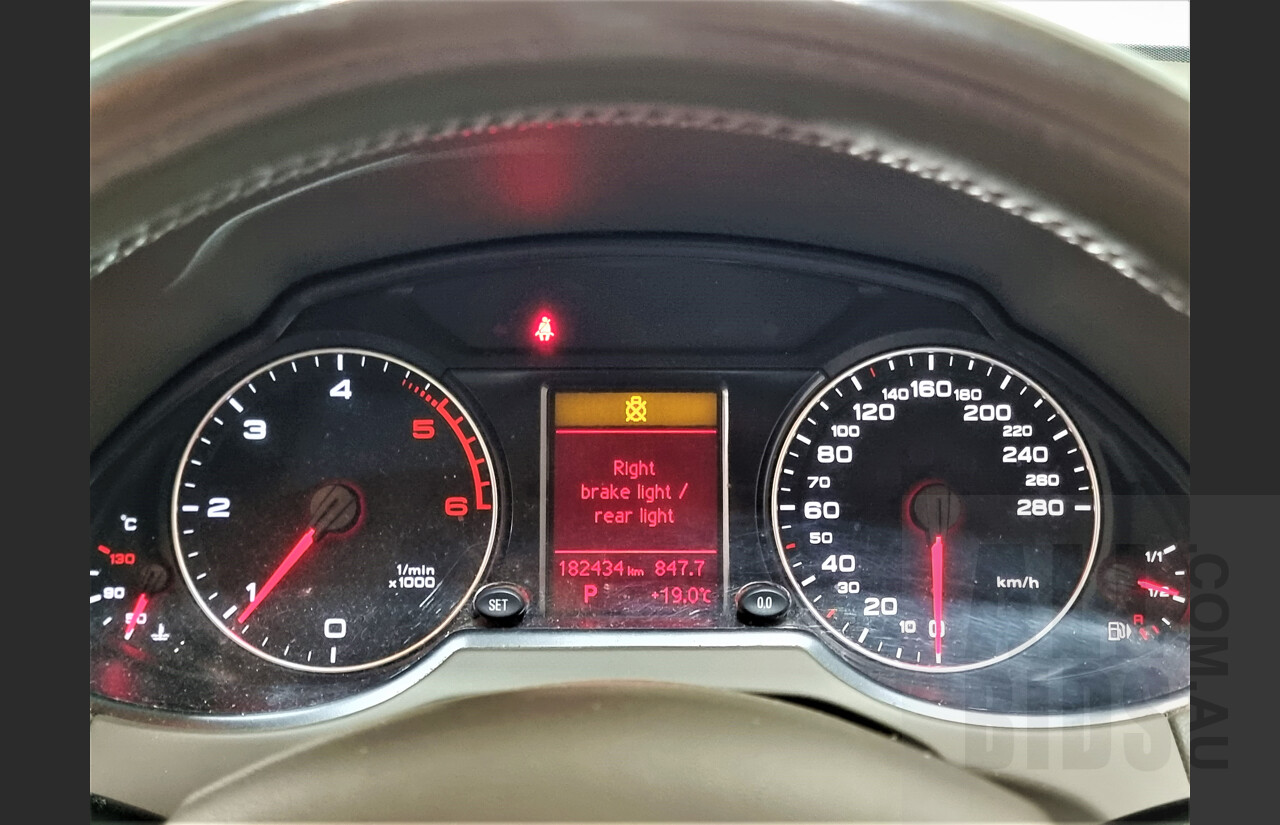 4
3
5
2
6
1
0
1/min
x1000
°C
130
90
50
Right
brake light /
rear light
182434 km 847.7
P +19.0°C
SET
0.0
140 160 180
120 200
100 220
80 240
70 260
60 280
50
40
30
20
10
0
km/h
1/1
1/2
R
ALL
BIDS
.COM.AU